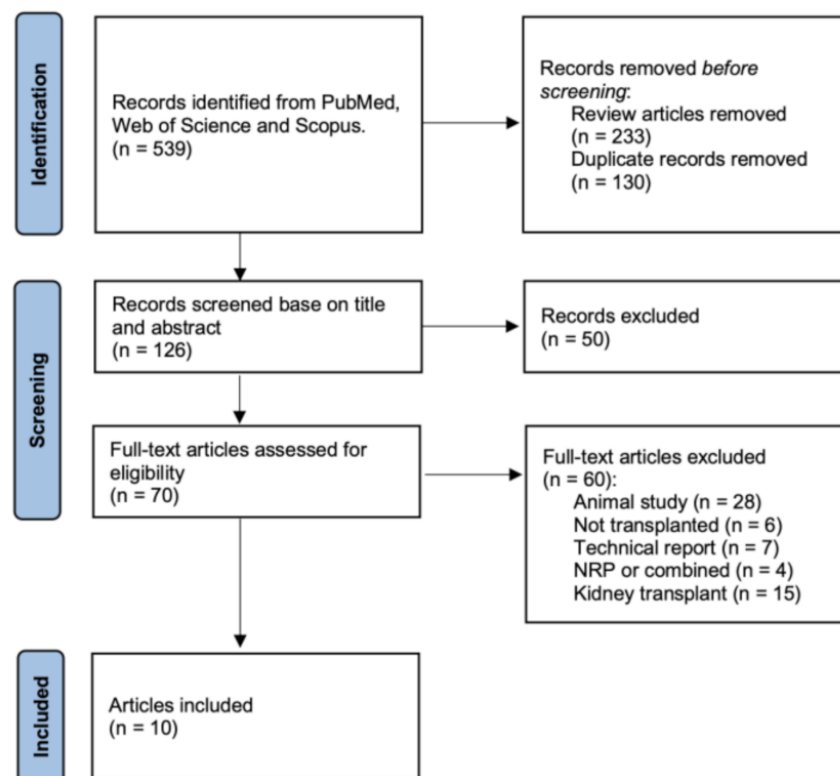 Identification
Records identified from PubMed,
Web of Science and Scopus.
(n = 539)
Records removed before
screening:
Review articles removed
(n = 233)
Duplicate records removed
(n = 130)
Screening
Records screened base on title
and abstract
(n = 126)
Records excluded
(n = 50)
Full-text articles assessed for
eligibility
(n = 70)
Full-text articles excluded
(n = 60):
Animal study (n = 28)
Not transplanted (n = 6)
Technical report (n = 7)
NRP or combined (n = 4)
Kidney transplant (n = 15)
Included
Articles included
(n = 10)